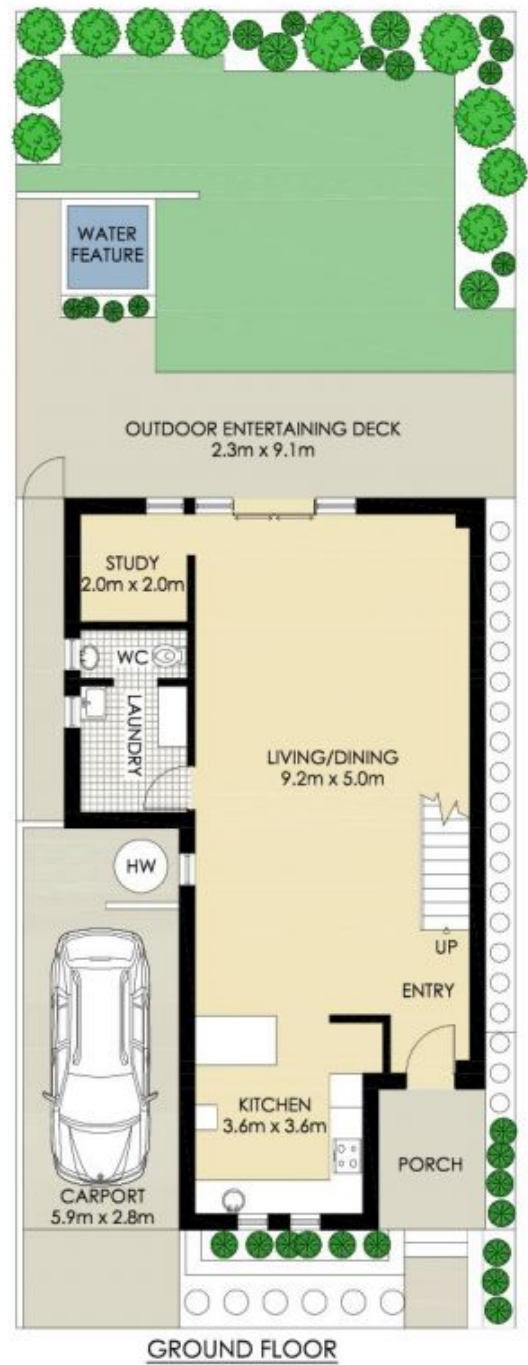 WATER
FEATURE
OUTDOOR ENTERTAINING DECK
2.3m x 9.1m
STUDY
2.0m x 2.0m
WC
LAUNDRY
LIVING/DINING
9.2m x 5.0m
HW
UP
ENTRY
KITCHEN
3.6m x 3.6m
PORCH
CARPORT
5.9m x 2.8m
GROUND FLOOR